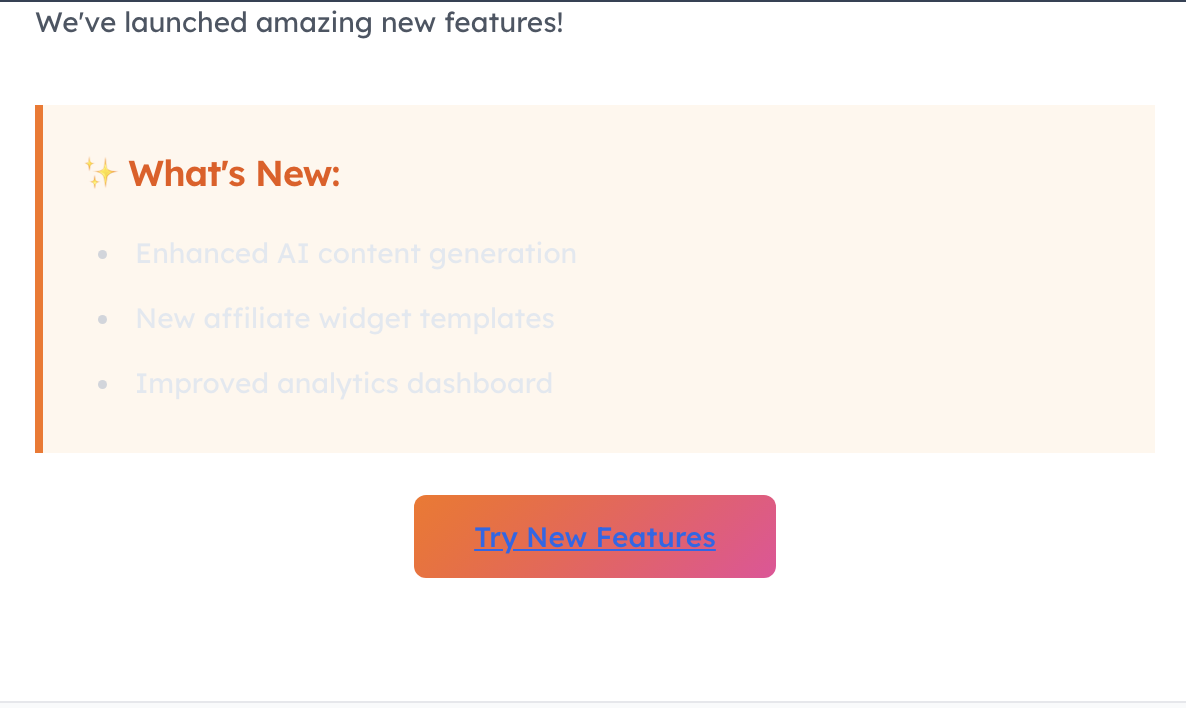 We've launched amazing new features!
✨ What's New:
• Enhanced AI content generation
• New affiliate widget templates
• Improved analytics dashboard
Try New Features